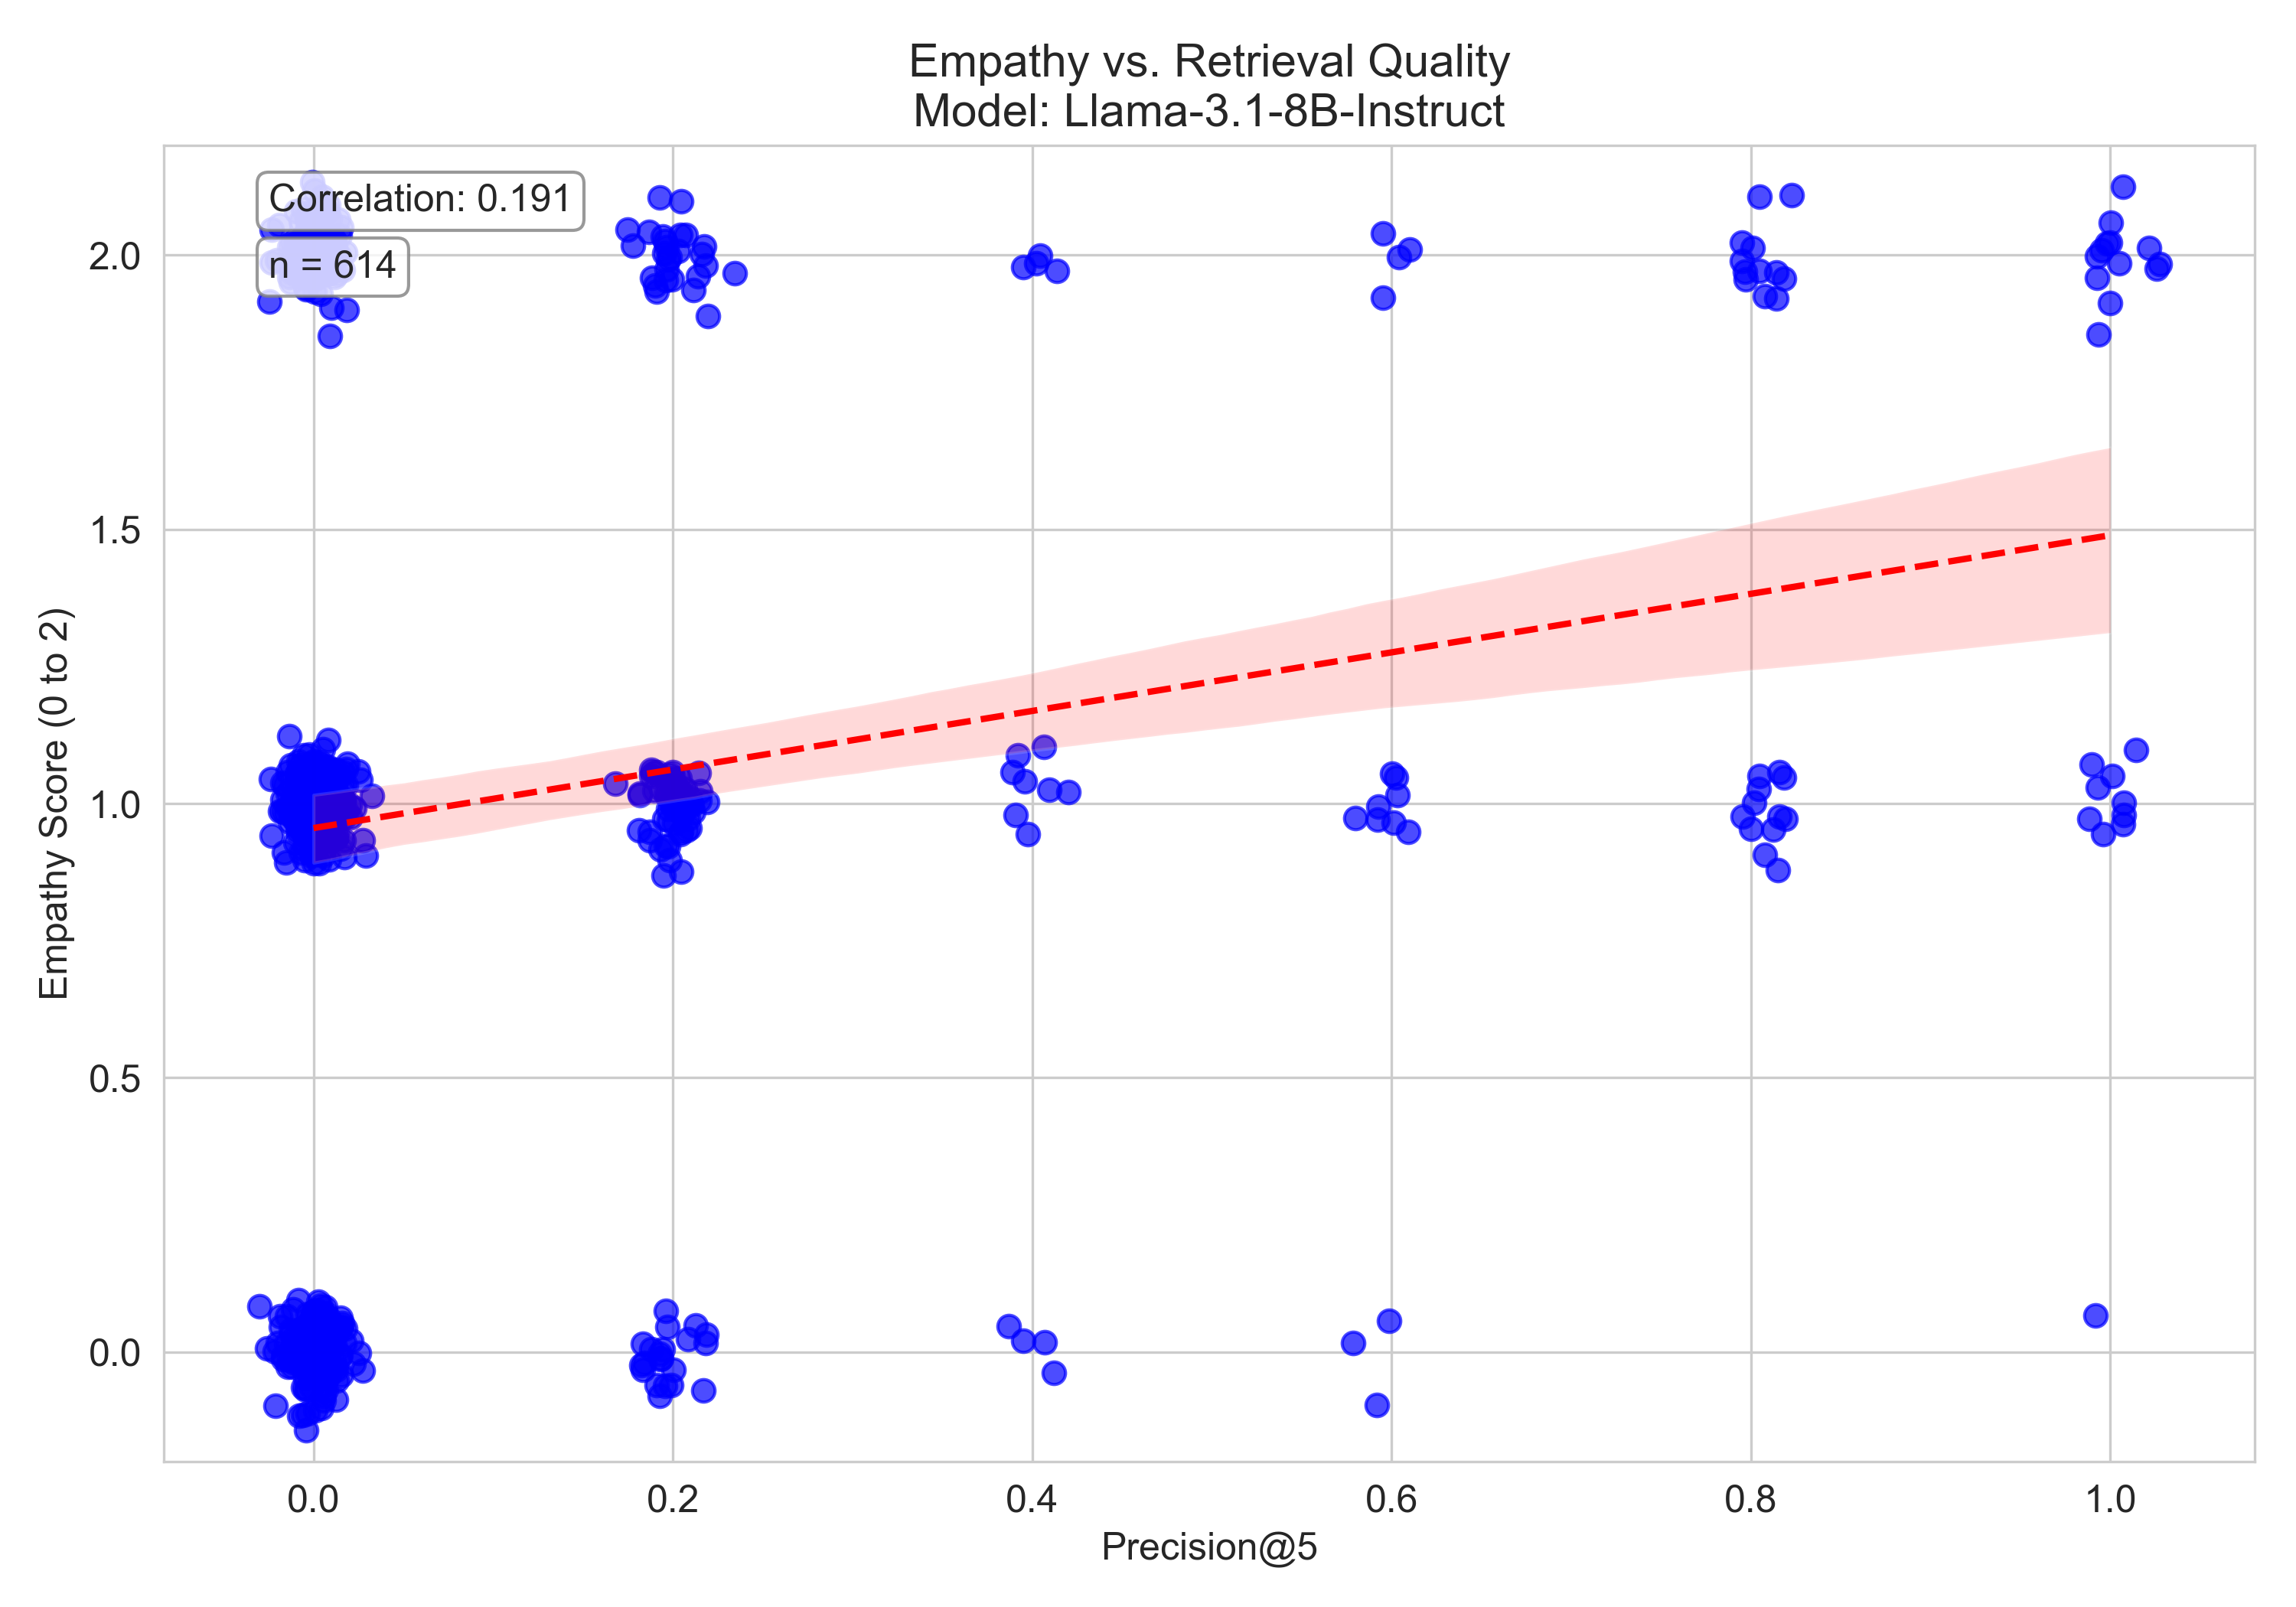 Empathy vs. Retrieval Quality
Model: Llama-3.1-8B-Instruct
Correlation: 0.191
n = 614
2.0
1.5
1.0
0.5
0.0
Empathy Score (0 to 2)
0.0 0.2 0.4 0.6 0.8 1.0
Precision@5